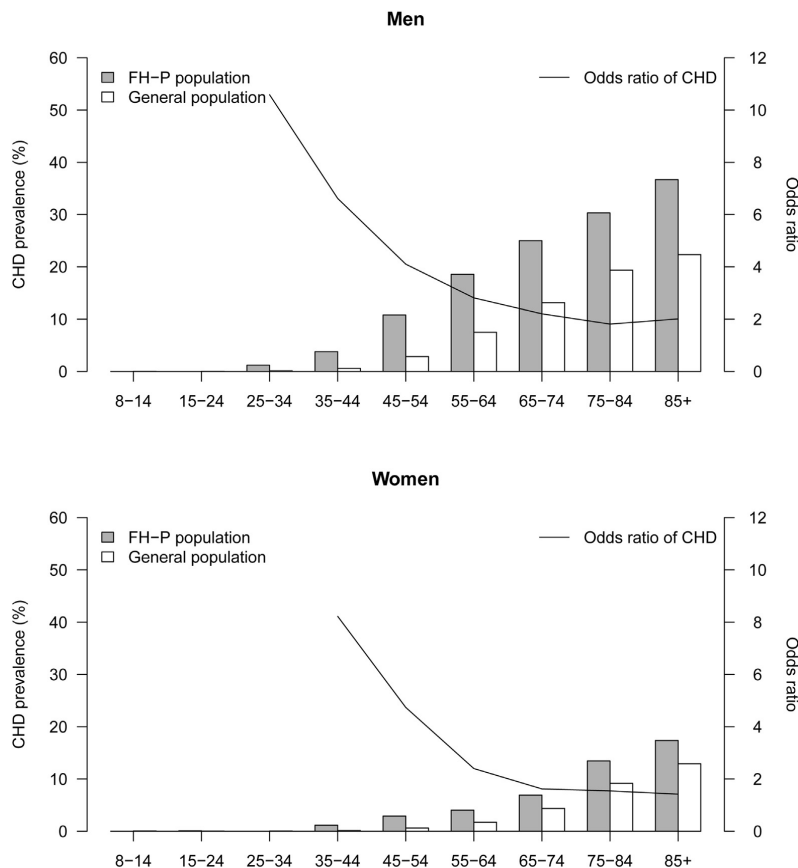 Men
60
50
40
30
20
10
0
CHD prevalence (%)
FH−P population
General population
Odds ratio of CHD
12
10
8
6
4
2
0
Odds ratio
8−14 15−24 25−34 35−44 45−54 55−64 65−74 75−84 85+
Women
60
50
40
30
20
10
0
CHD prevalence (%)
FH−P population
General population
Odds ratio of CHD
12
10
8
6
4
2
0
Odds ratio
8−14 15−24 25−34 35−44 45−54 55−64 65−74 75−84 85+